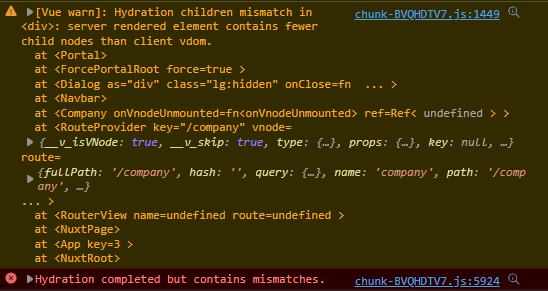 [Vue warn]: Hydration children mismatch in chunk-BVQHDTV7.js:1449
<div>: server rendered element contains fewer
child nodes than client vdom.
at <Portal>
at <ForcePortalRoot force=true >
at <Dialog as="div" class="lg:hidden" onClose=fn ... >
at <Navbar>
at <Company onVnodeUnmounted=fn<onVnodeUnmounted> ref=Ref< undefined > >
at <RouteProvider key="/company" vnode=
{__v_isVNode: true, __v_skip: true, type: {…}, props: {…}, key: null, …}
route=
{fullPath: '/company', hash: '', query: {…}, name: 'company', path: '/comp
any', …}
... >
at <RouterView name=undefined route=undefined >
at <NuxtPage>
at <App key=3 >
at <NuxtRoot>
Hydration completed but contains mismatches. chunk-BVQHDTV7.js:5924